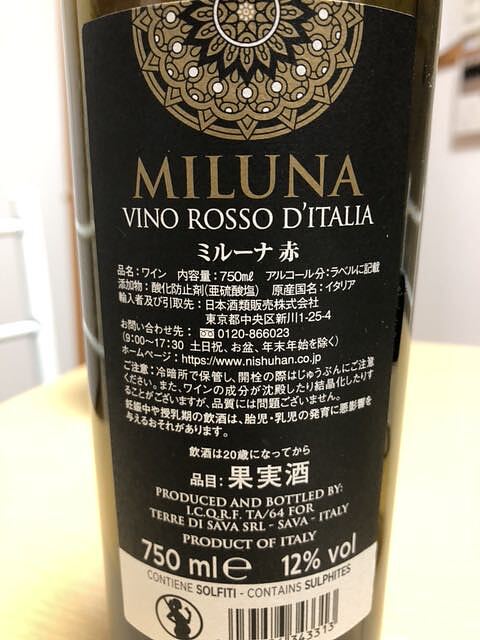 MILUNA
VINO ROSSO D'ITALIA
ミルーナ 赤
品名：ワイン 内容量：750mℓ アルコール分：ラベルに記載
添加物：酸化防止剤(亜硫酸塩) 原産国名：イタリア
輸入者及び引取先：日本酒類販売株式会社
東京都中央区新川1-25-4
お問い合わせ先： 0120-866023
(9:00〜17:30 土日祝、お盆、年末年始を除く)
ホームページ：https://www.nishuhan.co.jp
ご注意：冷暗所で保管し、開栓の際はじゅうぶんにご注意
ください。また、ワインの成分が沈殿したり結晶化したりす
ることがございますが、品質には問題ございません。
妊娠中や授乳期の飲酒は、胎児・乳児の発育に悪影響を
与えるおそれがあります。
飲酒は20歳になってから
品目：果実酒
PRODUCED AND BOTTLED BY:
I.C.Q.R.F. TA/64 FOR
TERRE DI SAVA SRL - SAVA - ITALY
PRODUCT OF ITALY
750 ml e 12% vol
CONTIENE SOLFITI - CONTAINS SULPHITES